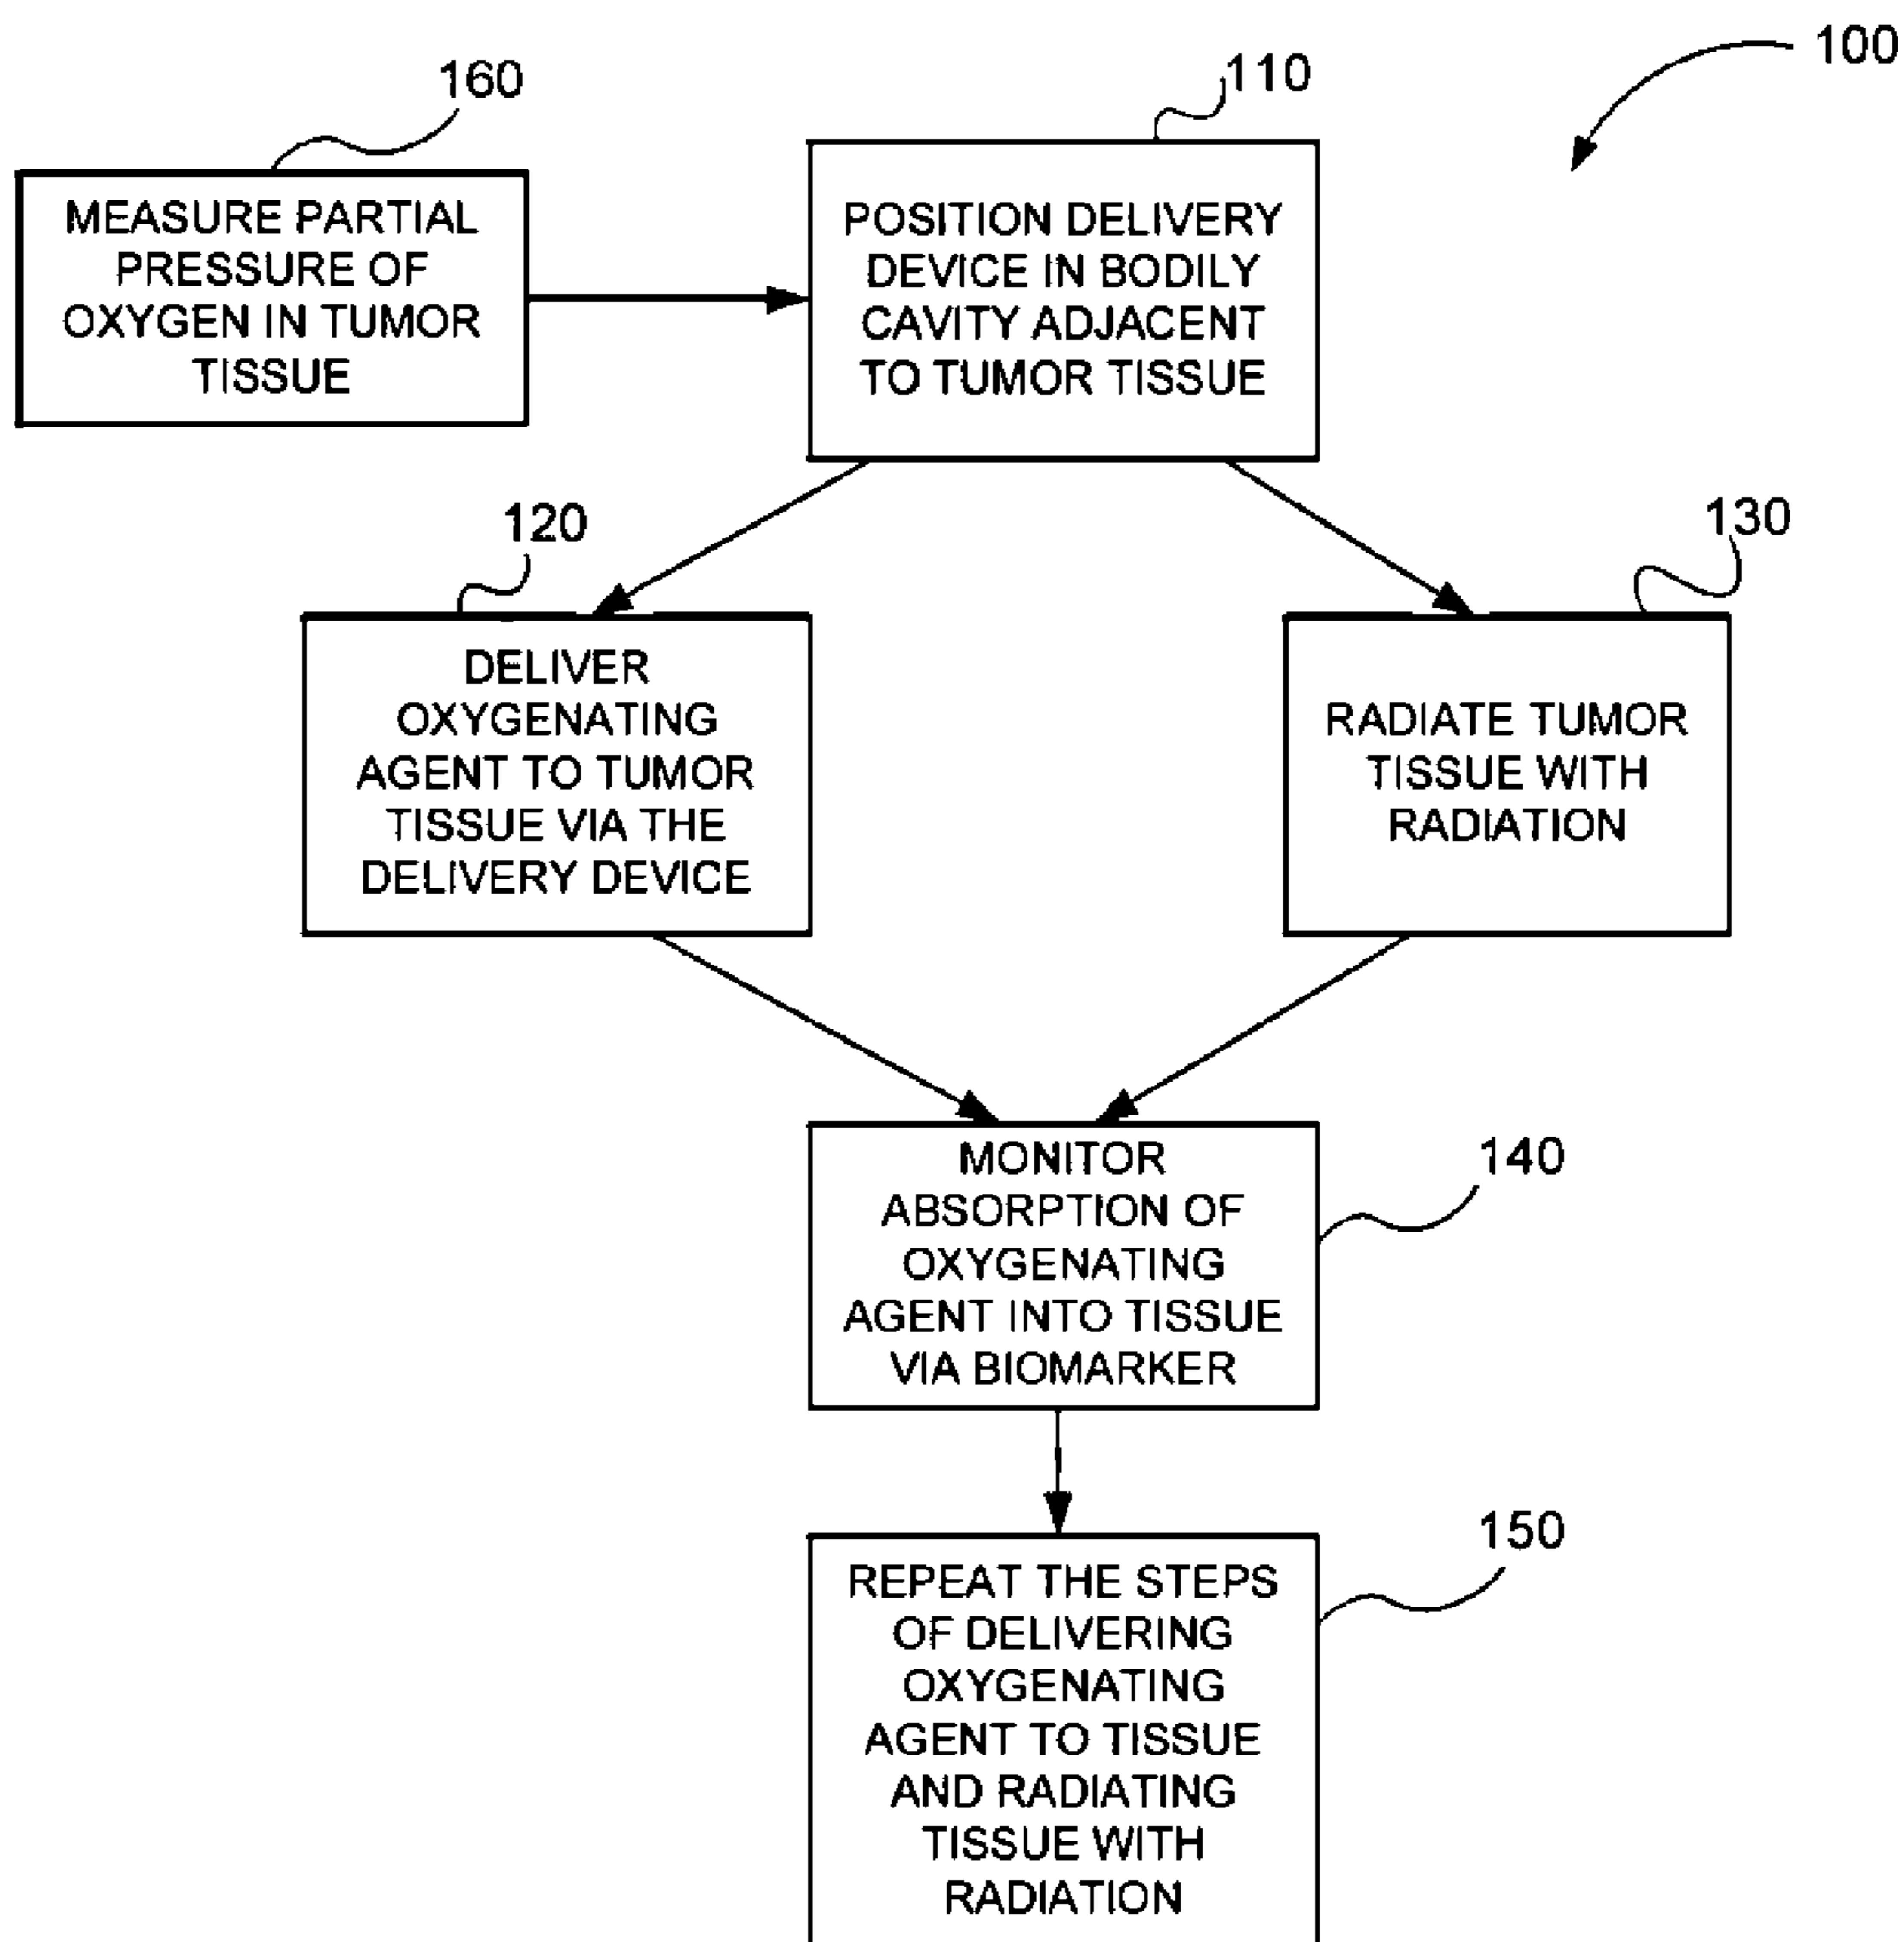 100
160
MEASURE PARTIAL
PRESSURE OF
OXYGEN IN TUMOR
TISSUE
110
POSITION DELIVERY
DEVICE IN BODILY
CAVITY ADJACENT
TO TUMOR TISSUE
120
DELIVER
OXYGENATING
AGENT TO TUMOR
TISSUE VIA THE
DELIVERY DEVICE
130
RADIATE TUMOR
TISSUE WITH
RADIATION
140
MONITOR
ABSORPTION OF
OXYGENATING
AGENT INTO TISSUE
VIA BIOMARKER
150
REPEAT THE STEPS
OF DELIVERING
OXYGENATING
AGENT TO TISSUE
AND RADIATING
TISSUE WITH
RADIATION